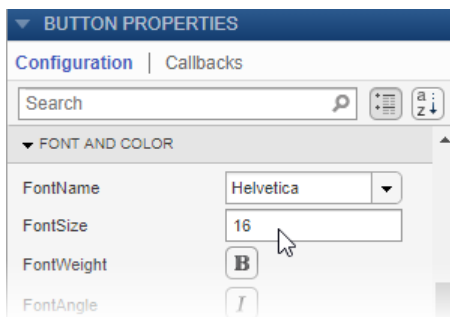 BUTTON PROPERTIES
Configuration | Callbacks
Search
a z
FONT AND COLOR
FontName Helvetica
FontSize 16
FontWeight B
FontAngle I